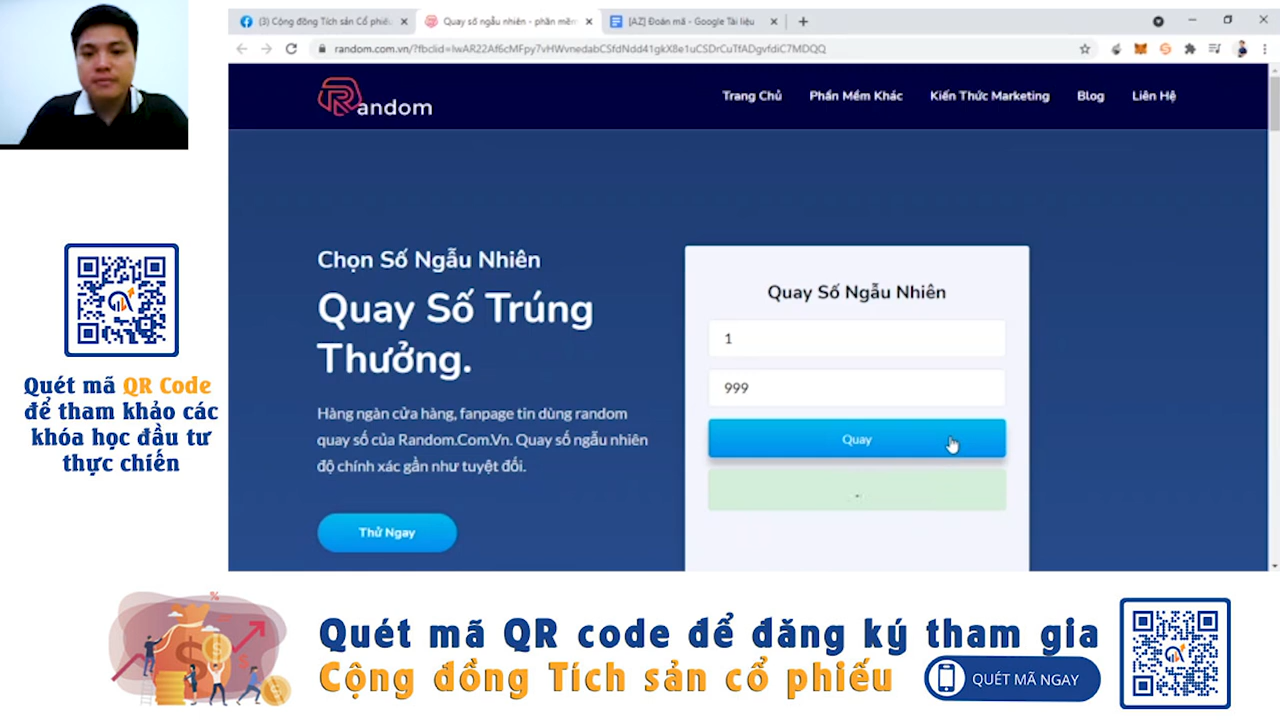 (3) Cộng đồng Tích sản Cổ phiếu
Quay số ngẫu nhiên - phần mềm
[AZ] Đoán mã - Google Tài liệu
Random
Trang Chủ
Phần Mềm Khác
Kiến Thức Marketing
Blog
Liên Hệ
Chọn Số Ngẫu Nhiên
Quay Số Trúng
Thưởng.
Hàng ngàn cửa hàng, fanpage tin dùng random
quay số của Random.Com.Vn. Quay số ngẫu nhiên
độ chính xác gần như tuyệt đối.
Thử Ngay
Quay Số Ngẫu Nhiên
1
999
Quay
Quét mã QR Code
để tham khảo các
khóa học đầu tư
thực chiến
Quét mã QR code để đăng ký tham gia
Cộng đồng Tích sản cổ phiếu
QUÉT MÃ NGAY